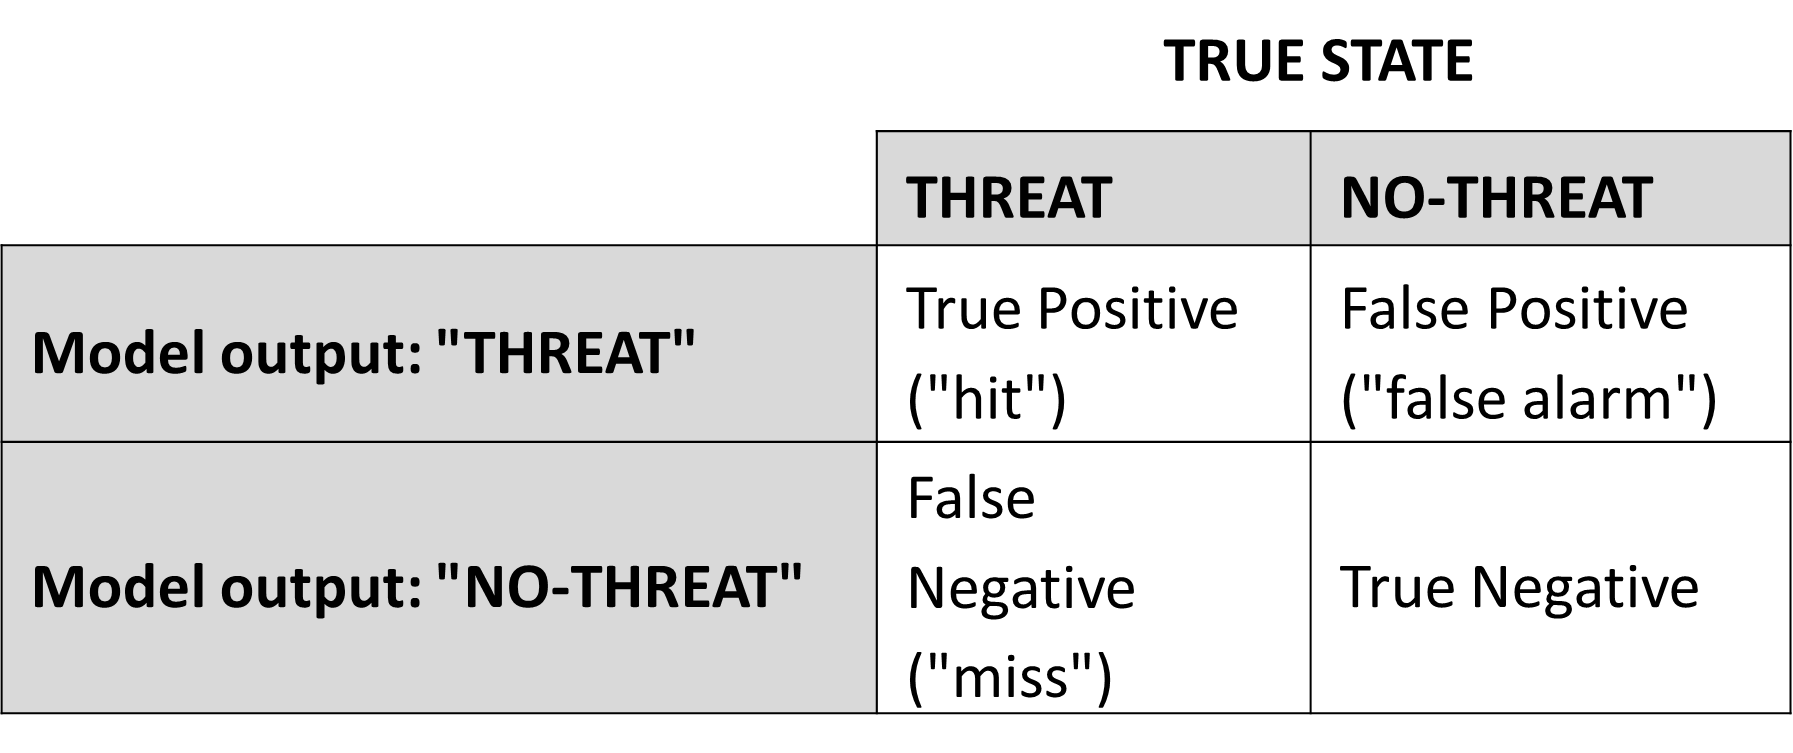 TRUE STATE
THREAT
NO-THREAT
Model output: "THREAT"
True Positive
("hit")
False Positive
("false alarm")
Model output: "NO-THREAT"
False
Negative
("miss")
True Negative